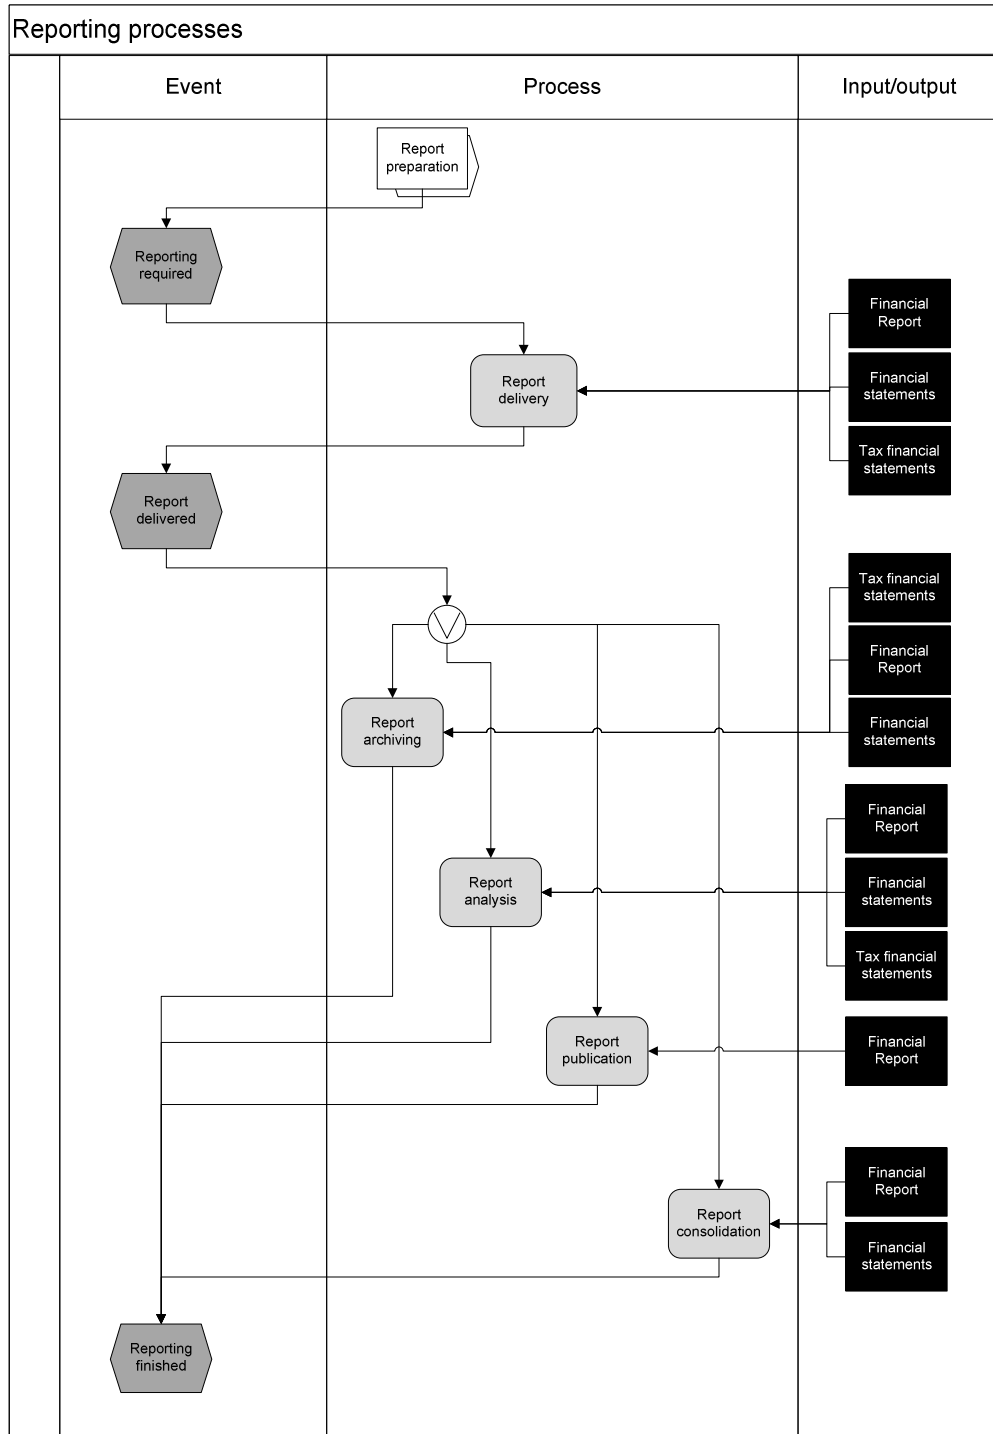 Reporting processes
Event
Process
Input/output
Report
preparation
Reporting
required
Financial
Report
Report
delivery
Financial
statements
Tax financial
statements
Report
delivered
Tax financial
statements
Financial
Report
Report
archiving
Financial
statements
Financial
Report
Report
analysis
Financial
statements
Tax financial
statements
Report
publication
Financial
Report
Financial
Report
Report
consolidation
Financial
statements
Reporting
finished